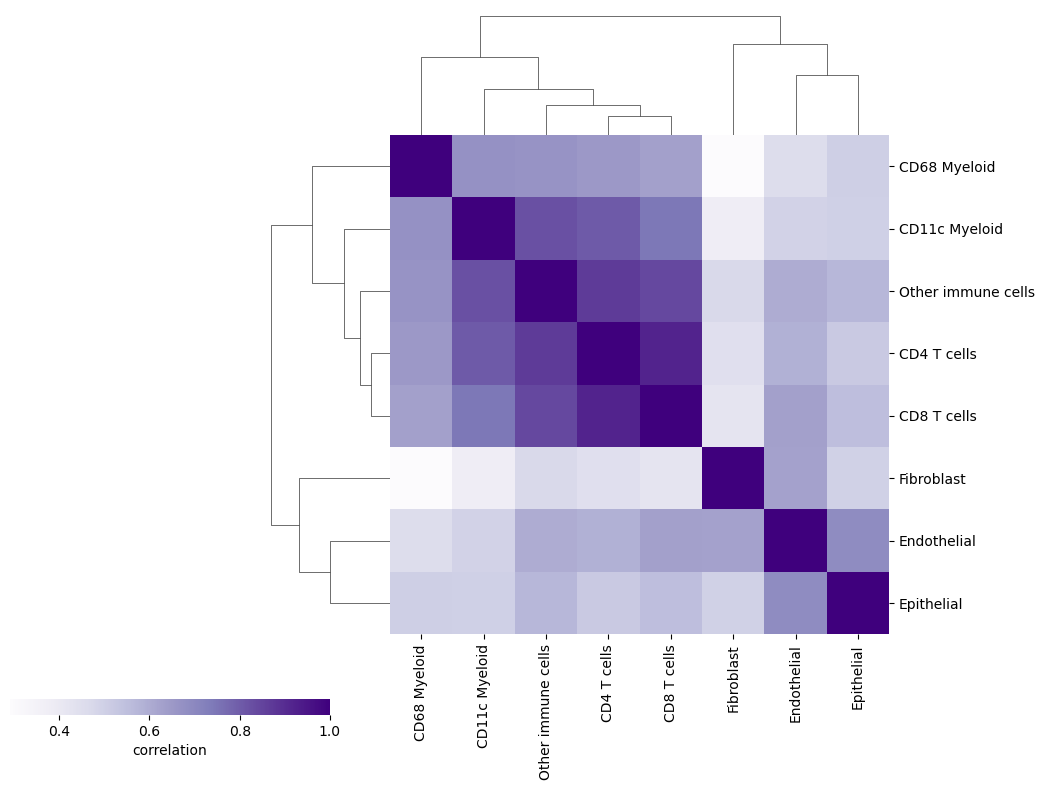 CD68 Myeloid
CD11c Myeloid
Other immune cells
CD4 T cells
CD8 T cells
Fibroblast
Endothelial
Epithelial
CD68 Myeloid
CD11c Myeloid
Other immune cells
CD4 T cells
CD8 T cells
Fibroblast
Endothelial
Epithelial
0.4 0.6 0.8 1.0
correlation